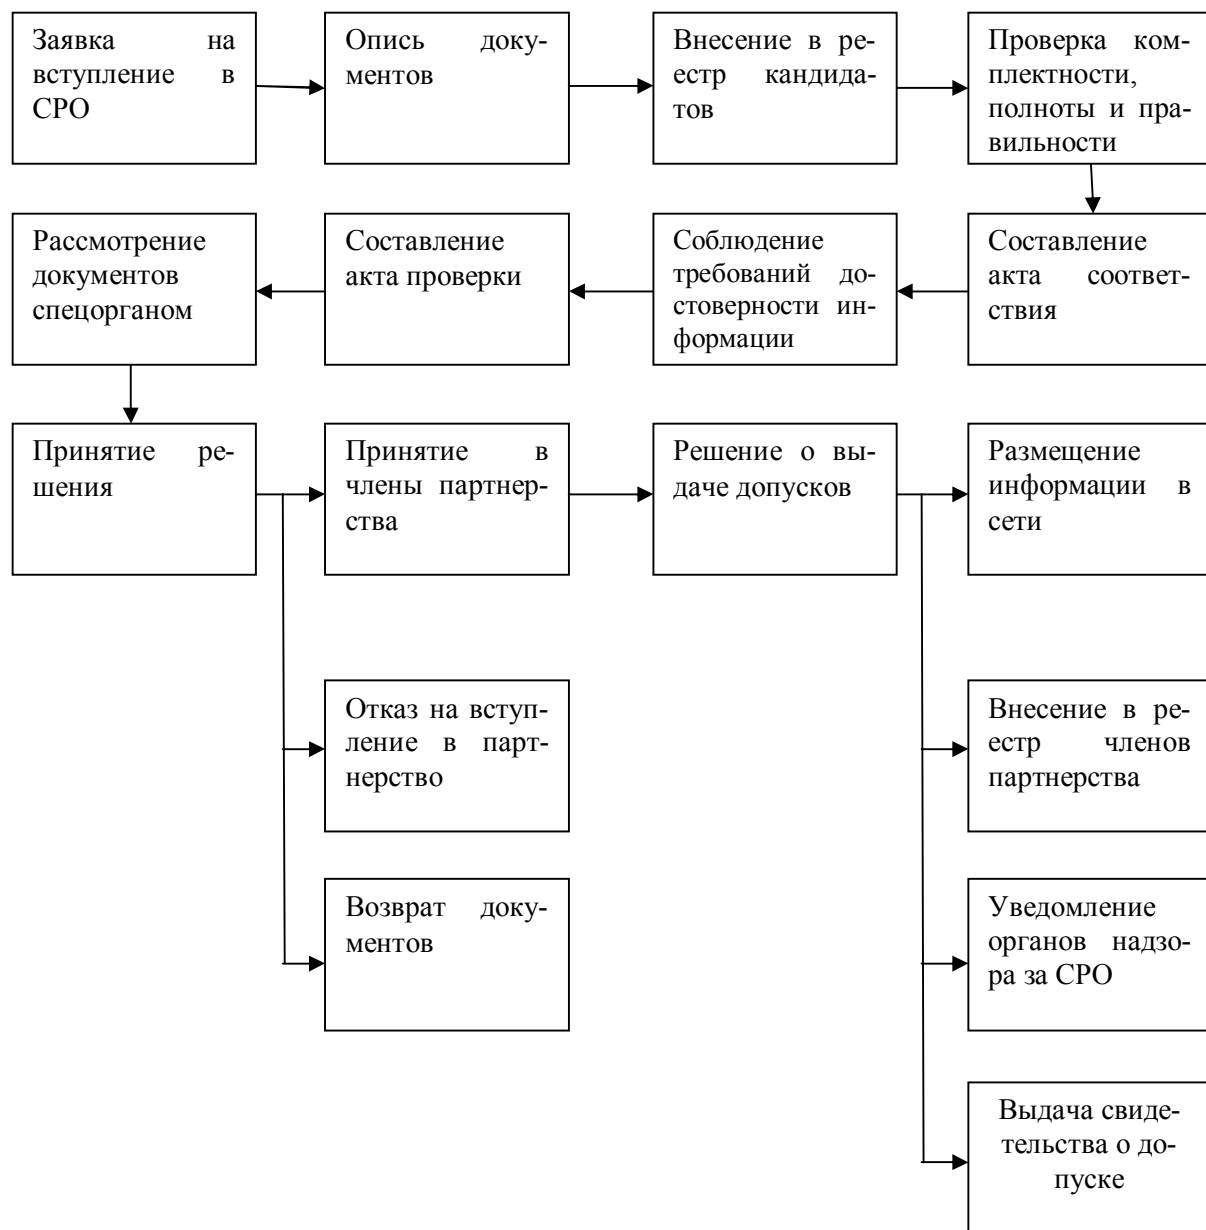 Заявка на
вступление в
СРО
Опись доку-
ментов
Внесение в ре-
естр кандида-
тов
Проверка ком-
плектности,
полноты и пра-
вильности
Рассмотрение
документов
спецорганом
Составление
акта проверки
Соблюдение
требований до-
стоверности ин-
формации
Составление
акта соответ-
ствия
Принятие ре-
шения
Принятие в
члены партнер-
ства
Решение о вы-
даче допусков
Размещение
информации в
сети
Отказ на вступ-
ление в парт-
нерство
Внесение в ре-
естр членов
партнерства
Возврат доку-
ментов
Уведомление
органов надзо-
ра за СРО
Выдача свиде-
тельства о до-
пуске